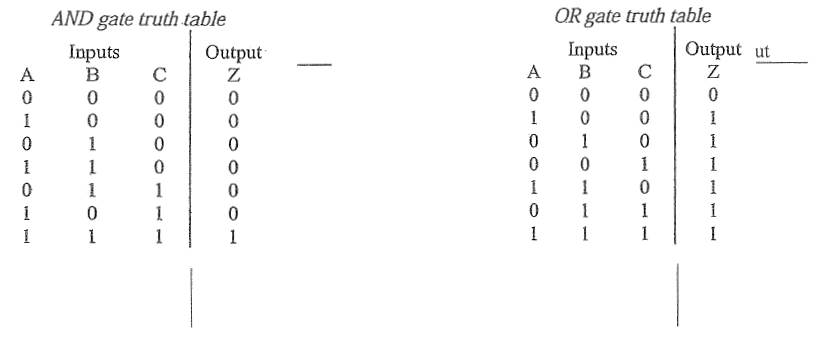 AND gate truth table
Inputs Output
A B C Z
0 0 0 0
1 0 0 0
0 1 0 0
1 1 0 0
0 1 1 0
1 0 1 0
1 1 1 1
OR gate truth table
Inputs Output ut
A B C Z
0 0 0 0
1 0 0 1
0 1 0 1
0 0 1 1
1 1 0 1
0 1 1 1
1 1 1 1